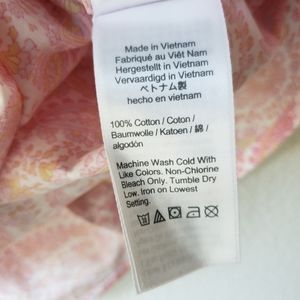 Made in Vietnam
Fabriqué au Viêt Nam
Hergestellt in Vietnam
Vervaardigd in Vietnam
ベトナム製
hecho en vietnam
100% Cotton / Coton /
Baumwolle / Katoen / 綿 /
algodón
Machine Wash Cold With
Like Colors. Non-Chlorine
Bleach Only. Tumble Dry
Low. Iron on Lowest
Setting.